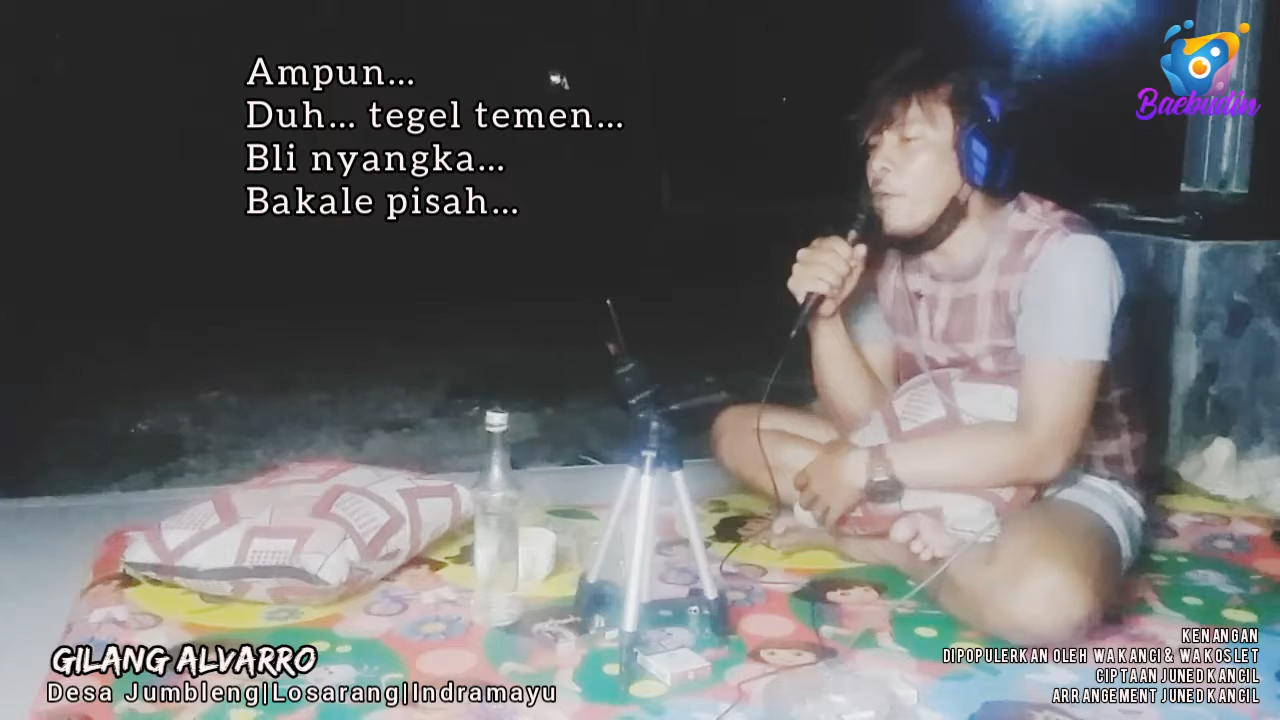 Ampun...
Duh... tegel temen...
Bli nyangka...
Bakale pisah...
Baebudin
GILANG ALVARRO
Desa Jumbleng|Losarang|Indramayu
KENANGAN
DIPOPULERKAN OLEH WAKANCI & WAKOSLET
CIPTAAN JUNED KANCIL
ARRANGEMENT JUNED KANCIL